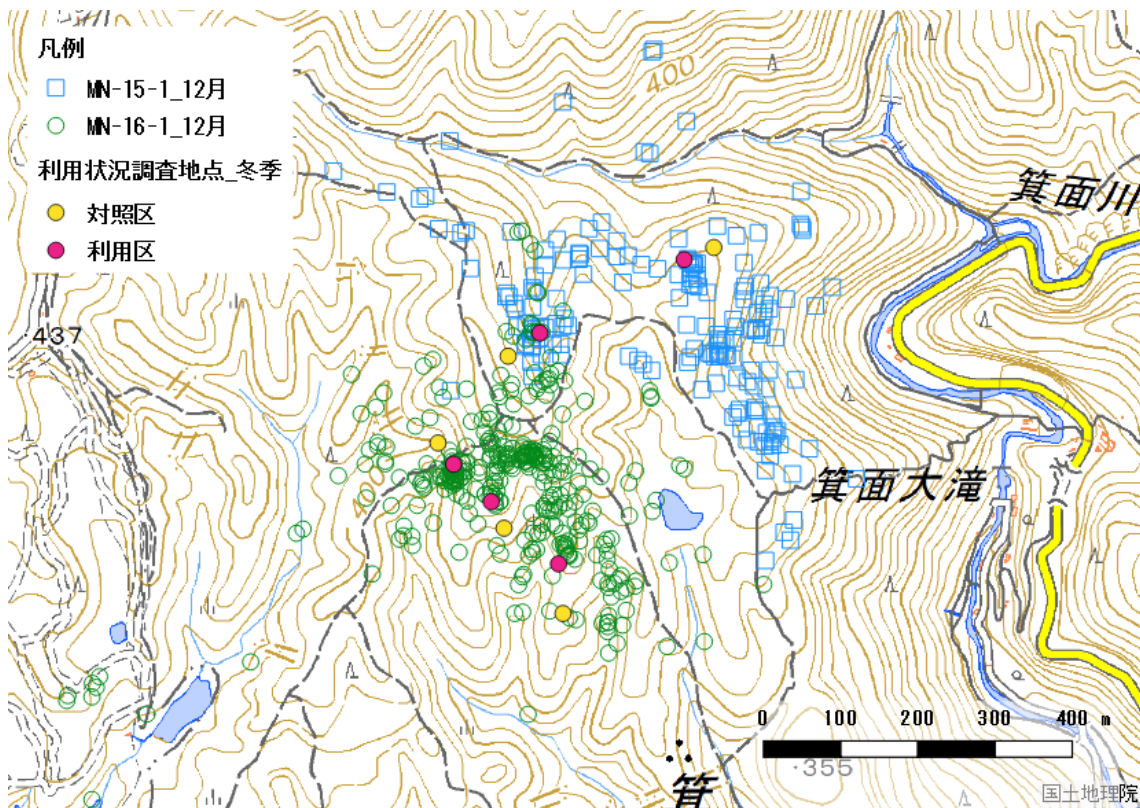 凡例
MN-15-1_12月
MN-16-1_12月
利用状況調査地点_冬季
対照区
利用区
400
箕面川
437
400
箕面大滝
0 100 200 300 400 m
・355
国土地理院